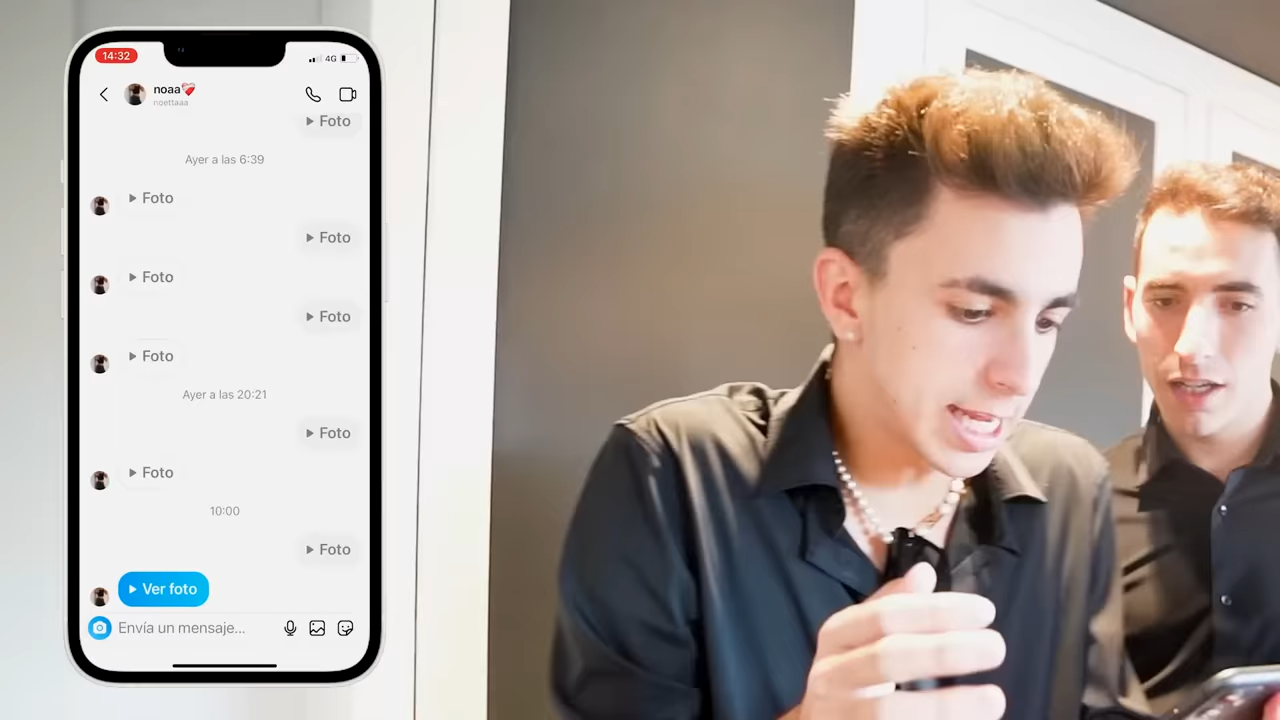 14:32
4G
noaa💘
noettaaa
Foto
Ayer a las 6:39
Foto
Foto
Foto
Foto
Foto
Ayer a las 20:21
Foto
Foto
10:00
Foto
Ver foto
Envía un mensaje...